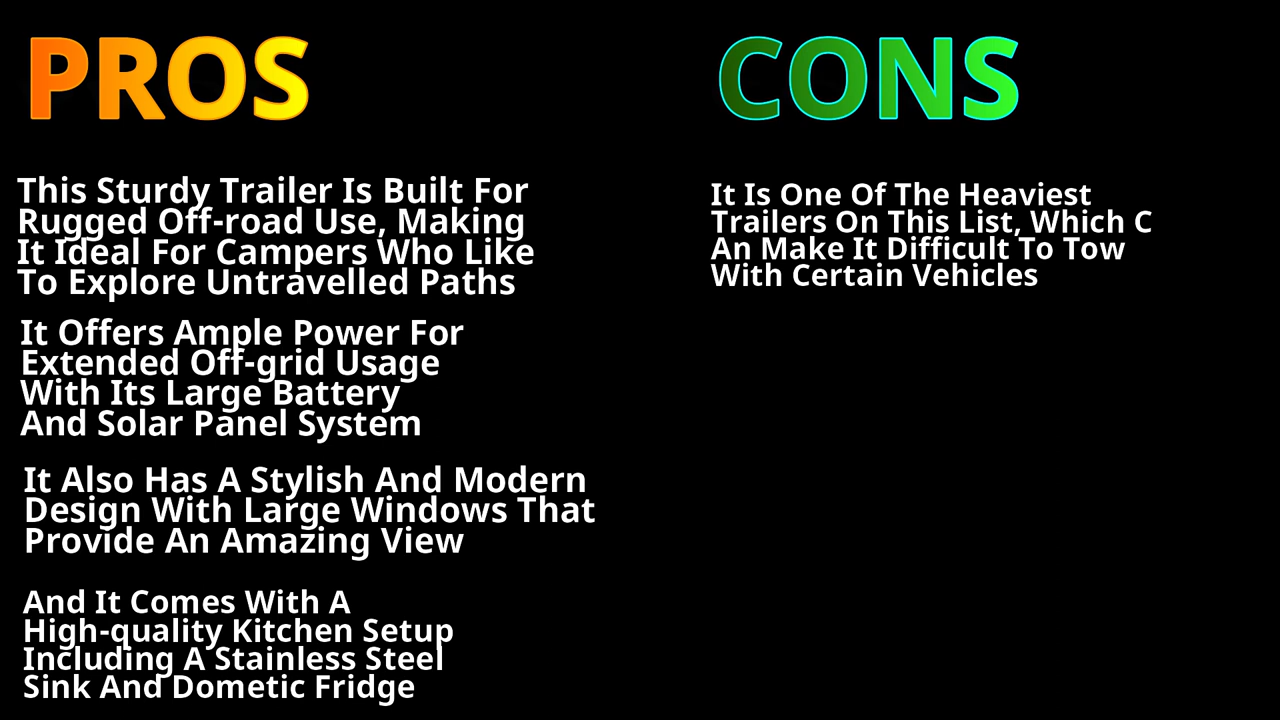 PROS
This Sturdy Trailer Is Built For
Rugged Off-road Use, Making
It Ideal For Campers Who Like
To Explore Untravelled Paths
It Offers Ample Power For
Extended Off-grid Usage
With Its Large Battery
And Solar Panel System
It Also Has A Stylish And Modern
Design With Large Windows That
Provide An Amazing View
And It Comes With A
High-quality Kitchen Setup
Including A Stainless Steel
Sink And Dometic Fridge
CONS
It Is One Of The Heaviest
Trailers On This List, Which C
An Make It Difficult To Tow
With Certain Vehicles